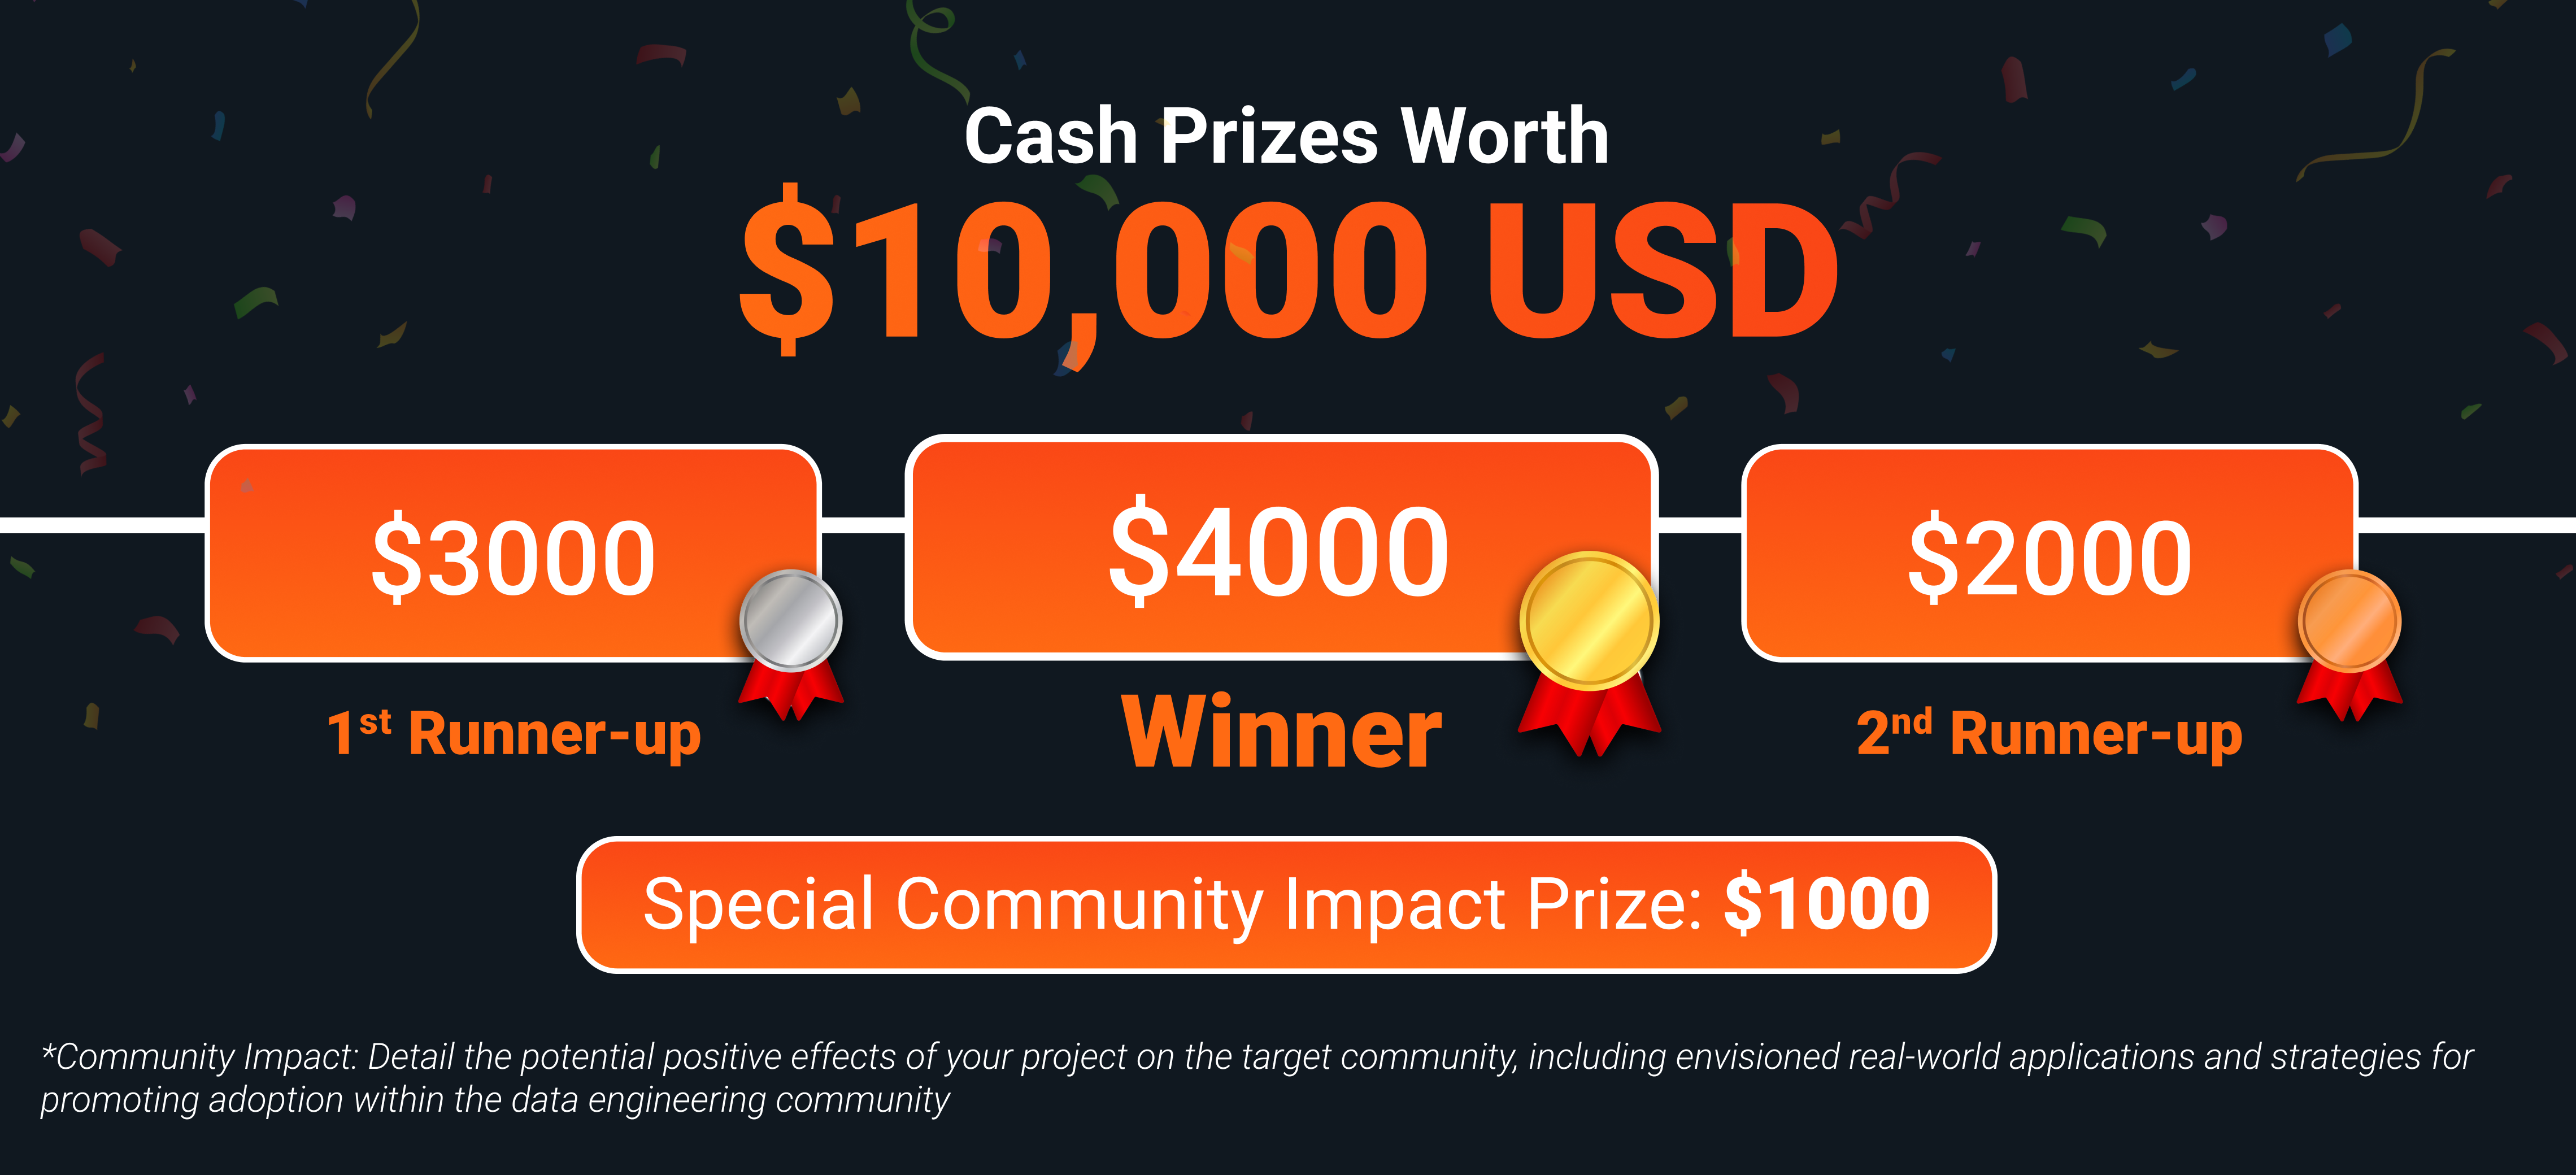 Cash Prizes Worth
$10,000 USD
$3000
1st Runner-up
$4000
Winner
$2000
2nd Runner-up
Special Community Impact Prize: $1000
*Community Impact: Detail the potential positive effects of your project on the target community, including envisioned real-world applications and strategies for
promoting adoption within the data engineering community